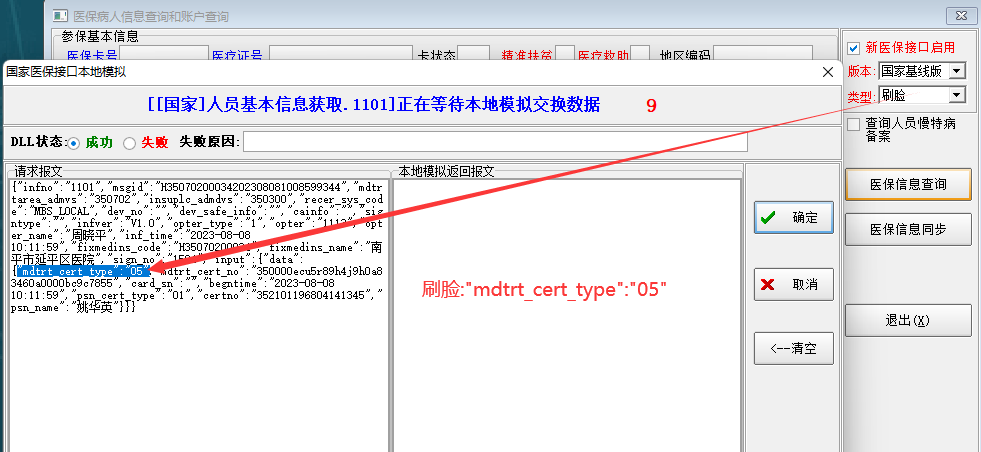 医保病人信息查询和账户查询
参保基本信息
医保卡号
医疗证号
卡状态
精准扶贫
医疗救助
地区编码
新医保接口启用
版本:
国家基线版
类型:
刷脸
查询人员慢特病
备案
医保信息查询
医保信息同步
退出(X)
国家医保接口本地模拟
[[国家]人员基本信息获取.1101]正在等待本地模拟交换数据 9
DLL状态:
成功
失败
失败原因:
请求报文
{"infno":"1101","msgid":"H35070200034202308081008599344","mdtr
tarea_admvs":"350702","insuplc_admdvs":"350300","recer_sys_cod
e":"MBS_LOCAL","dev_no":"","dev_safe_info":"","cainfo":"","sig
ntype":"","infver":"V1.0","opter_type":"1","opter":"1113","opt
er_name":"周晓平","inf_time":"2023-08-08
10:11:59","fixmedins_code":"H35070200034","fixmedins_name":"南
平市延平区医院","sign_no":"1584","input":{"data":
{"mdtrt_cert_type":"05","mdtrt_cert_no":"350000ecu5r89h4j9h0a8
3460a0000bc9c7855","card_sn":"","begntime":"2023-08-08
10:11:59","psn_cert_type":"01","certno":"352101196804141345","
psn_name":"姚华英"}}}
本地模拟返回报文
刷脸:"mdtrt_cert_type":"05"
确定
取消
<--清空